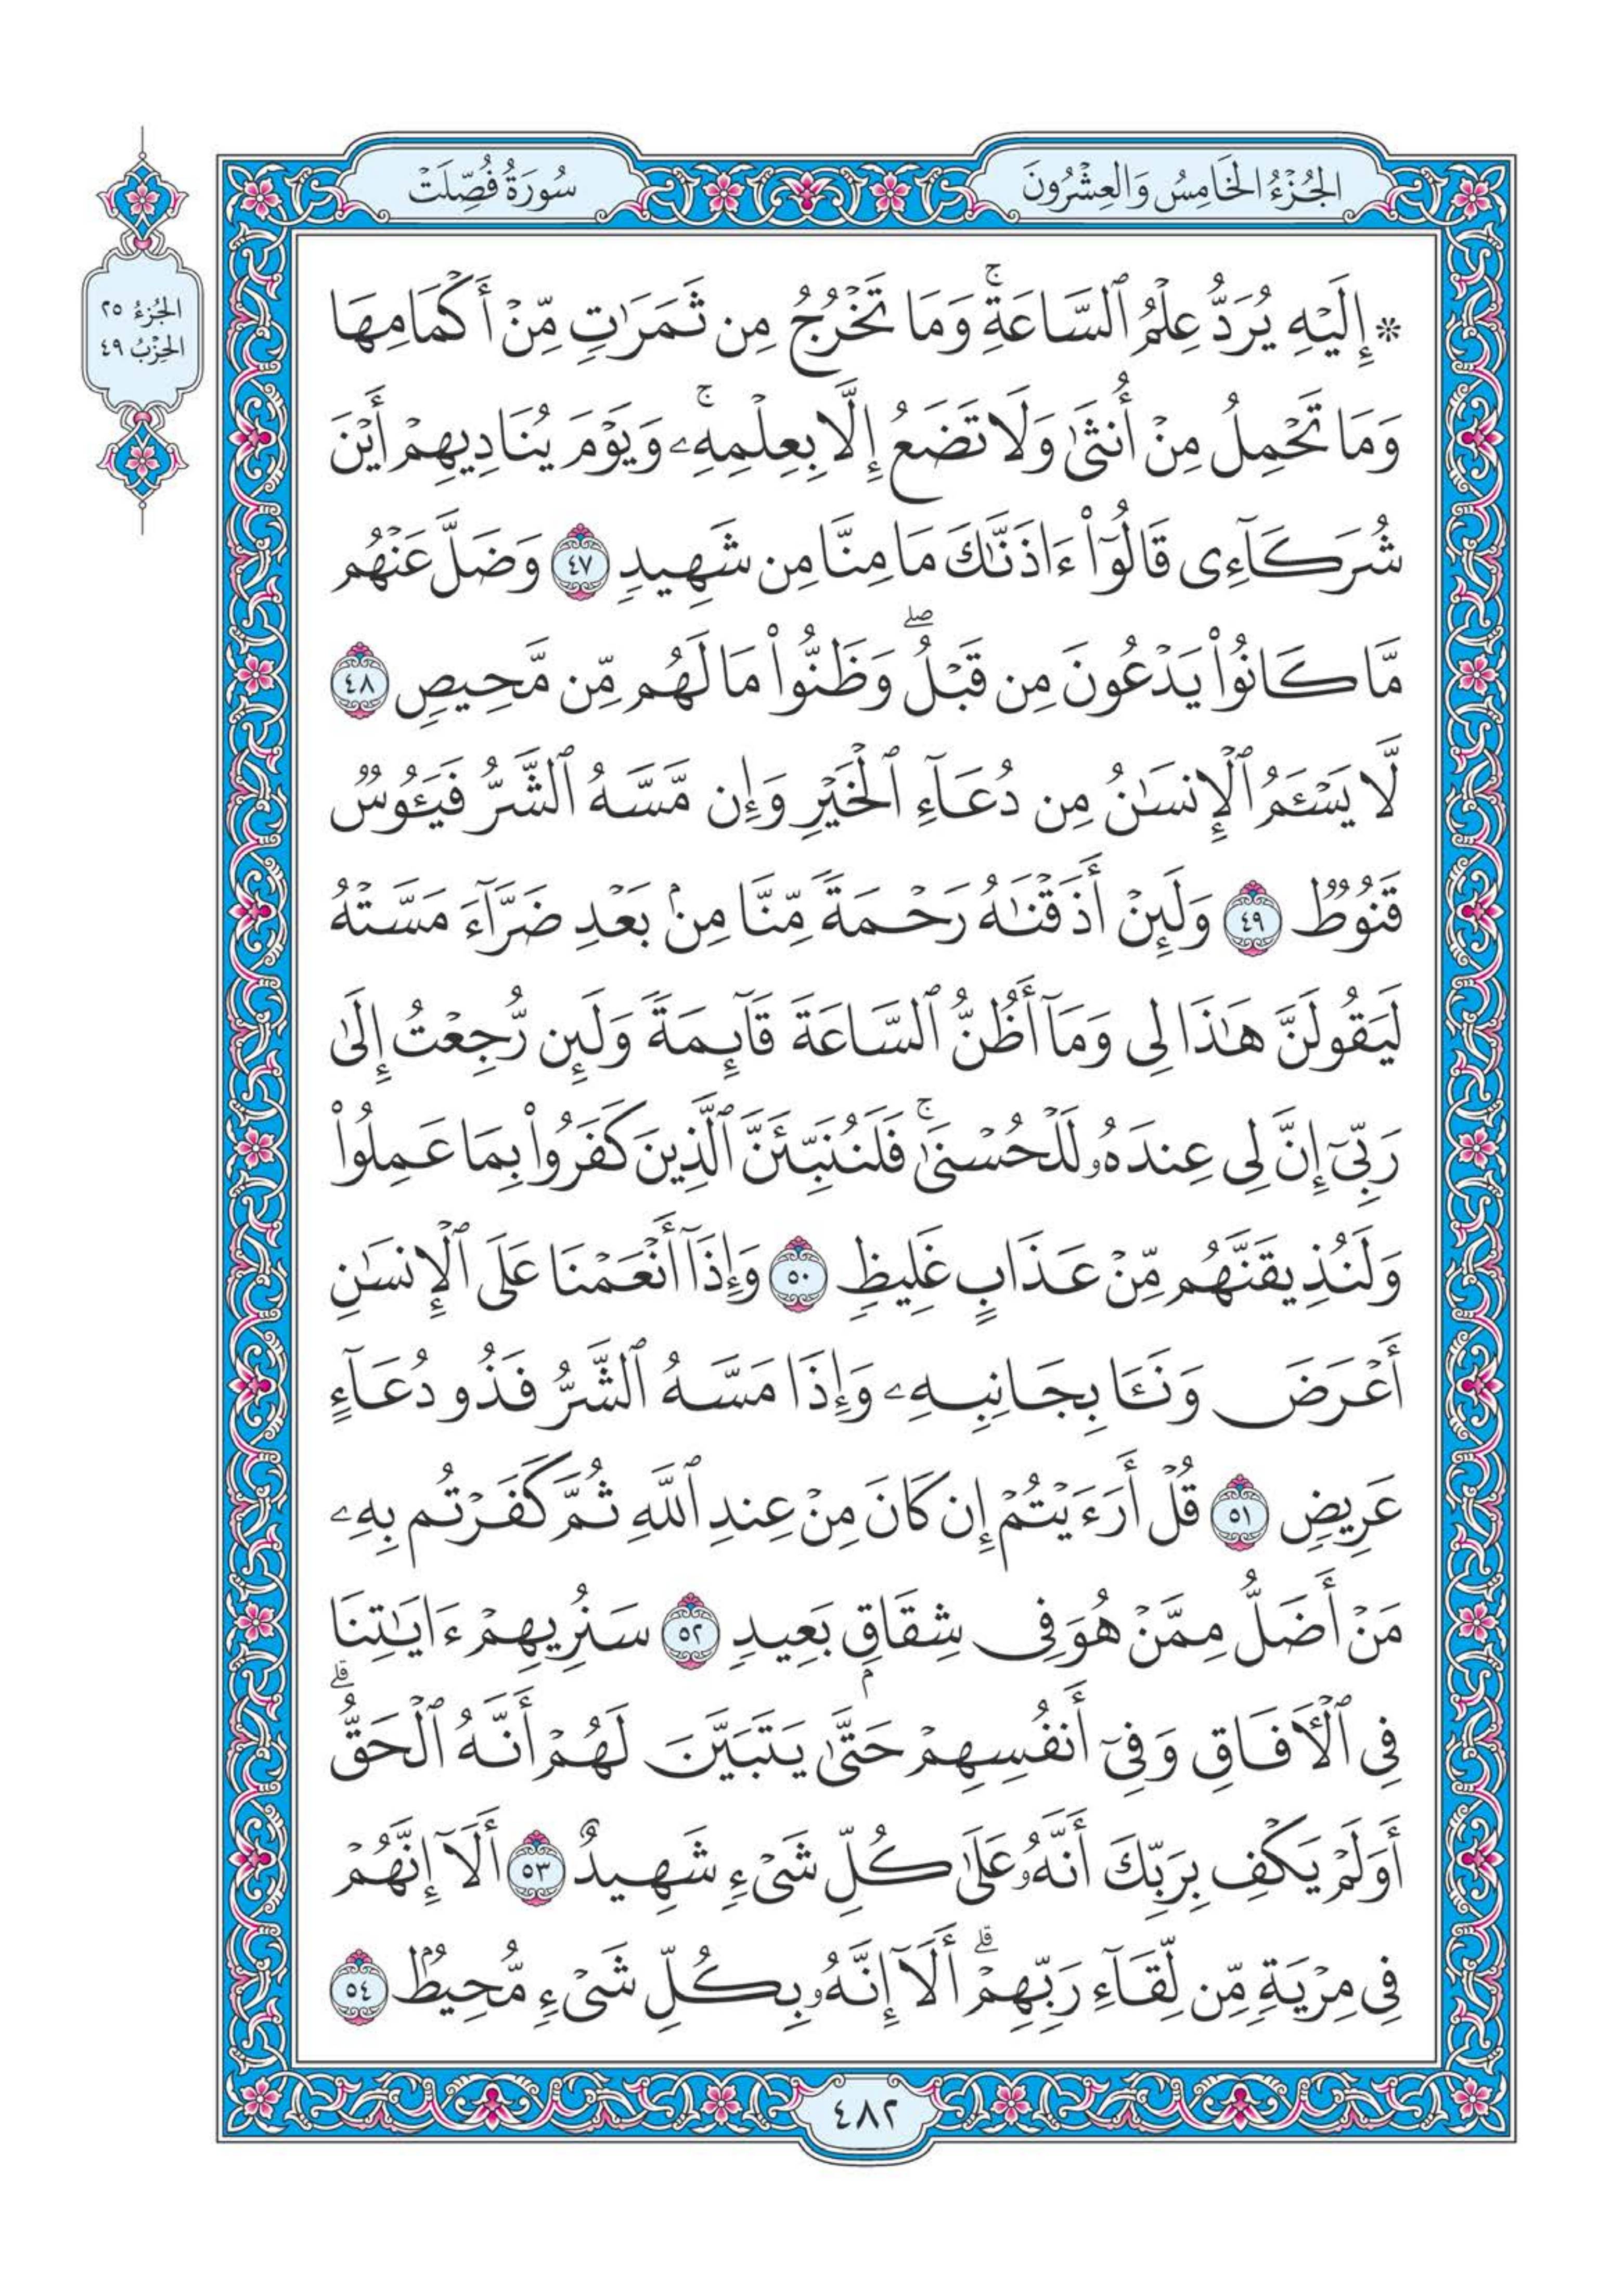 الجُزْءُ الخَامِسُ وَالعِشْرُونَ
سُورَةُ فُصِّلَتْ
الجُزْءُ ٢٥
الحِزْبُ ٤٩
۞ إِلَيْهِ يُرَدُّ عِلْمُ ٱلسَّاعَةِۚ وَمَا تَخْرُجُ مِن ثَمَرَٰتٍ مِّنْ أَكْمَامِهَا
وَمَا تَحْمِلُ مِنْ أُنثَىٰ وَلَا تَضَعُ إِلَّا بِعِلْمِهِۦۚ وَيَوْمَ يُنَادِيهِمْ أَيْنَ
شُرَكَآءِى قَالُوٓا۟ ءَاذَنَّٰكَ مَا مِنَّا مِن شَهِيدٍ ٤٧ وَضَلَّ عَنْهُم
مَّا كَانُوا۟ يَدْعُونَ مِن قَبْلُۖ وَظَنُّوا۟ مَا لَهُم مِّن مَّحِيصٍ ٤٨
لَّا يَسْـَٔمُ ٱلْإِنسَٰنُ مِن دُعَآءِ ٱلْخَيْرِ وَإِن مَّسَّهُ ٱلشَّرُّ فَيَـُٔوسٌ
قَنُوطٌ ٤٩ وَلَئِنْ أَذَقْنَٰهُ رَحْمَةً مِّنَّا مِنۢ بَعْدِ ضَرَّآءَ مَسَّتْهُ
لَيَقُولَنَّ هَٰذَا لِى وَمَآ أَظُنُّ ٱلسَّاعَةَ قَآئِمَةً وَلَئِن رُّجِعْتُ إِلَىٰ
رَبِّىٓ إِنَّ لِى عِندَهُۥ لَلْحُسْنَىٰۚ فَلَنُنَبِّئَنَّ ٱلَّذِينَ كَفَرُوا۟ بِمَا عَمِلُوا۟
وَلَنُذِيقَنَّهُم مِّنْ عَذَابٍ غَلِيظٍ ٥٠ وَإِذَآ أَنْعَمْنَا عَلَى ٱلْإِنسَٰنِ
أَعْرَضَ وَنَـَٔا بِجَانِبِهِۦ وَإِذَا مَسَّهُ ٱلشَّرُّ فَذُو دُعَآءٍ
عَرِيضٍ ٥١ قُلْ أَرَءَيْتُمْ إِن كَانَ مِنْ عِندِ ٱللَّهِ ثُمَّ كَفَرْتُم بِهِۦ
مَنْ أَضَلُّ مِمَّنْ هُوَ فِى شِقَاقٍۭ بَعِيدٍ ٥٢ سَنُرِيهِمْ ءَايَٰتِنَا
فِى ٱلْـَٔافَاقِ وَفِىٓ أَنفُسِهِمْ حَتَّىٰ يَتَبَيَّنَ لَهُمْ أَنَّهُ ٱلْحَقُّۗ
أَوَلَمْ يَكْفِ بِرَبِّكَ أَنَّهُۥ عَلَىٰ كُلِّ شَىْءٍ شَهِيدٌ ٥٣ أَلَآ إِنَّهُمْ
فِى مِرْيَةٍ مِّن لِّقَآءِ رَبِّهِمْۗ أَلَآ إِنَّهُۥ بِكُلِّ شَىْءٍ مُّحِيطٌۢ ٥٤
٤٨٢